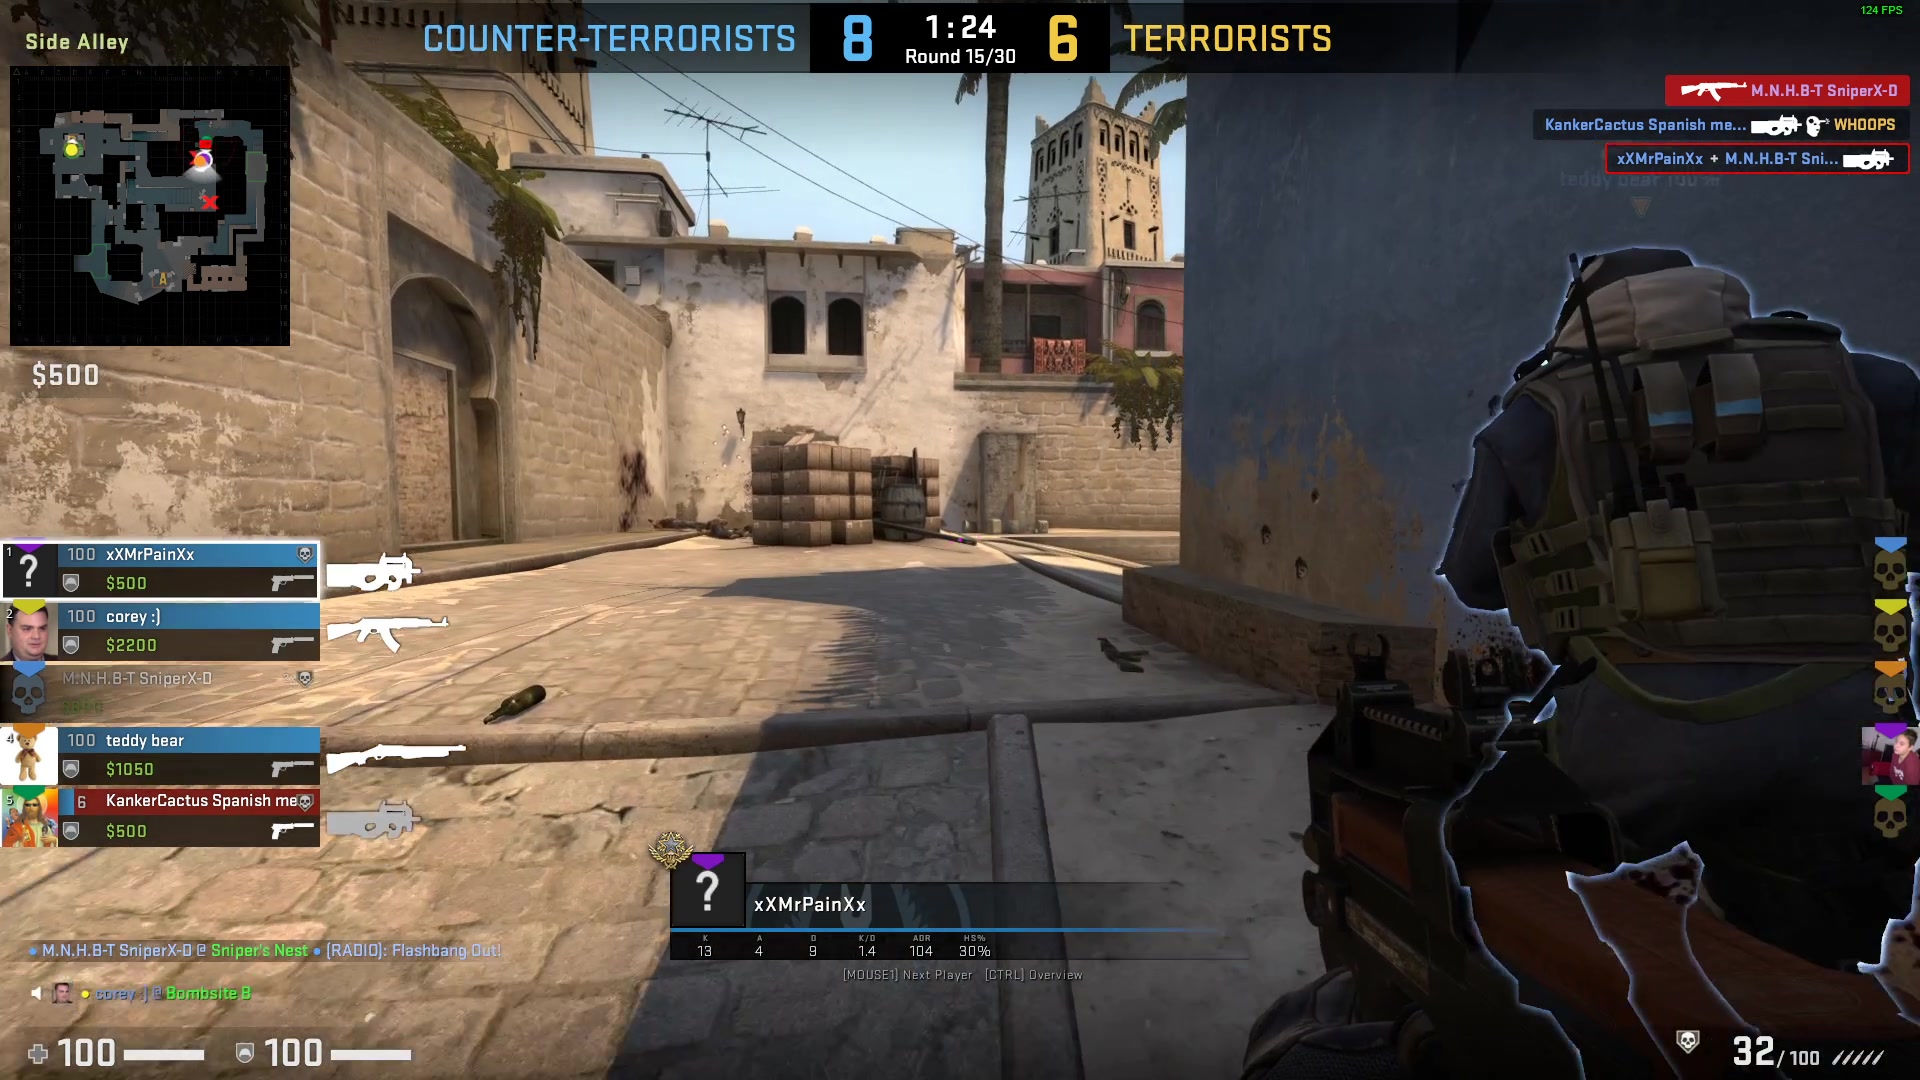 124 FPS
Side Alley
COUNTER-TERRORISTS
8
1:24
Round 15/30
6
TERRORISTS
M.N.H.B-T SniperX-D
KankerCactus Spanish me... WHOOPS
xXMrPainXx + M.N.H.B-T Sni...
teddy bear 100%
A
$500
1 ? 100 xXMrPainXx
$500
2 100 corey :)
$2200
M.N.H.B-T SniperX-D
4 100 teddy bear
$1050
5 6 KankerCactus Spanish me
$500
? xXMrPainXx
K A D K/D ADR HS%
13 4 9 1.4 104 30%
[MOUSE1] Next Player [CTRL] Overview
M.N.H.B-T SniperX-D @ Sniper's Nest • (RADIO): Flashbang Out!
corey :) @ Bombsite B
100
100
32/ 100